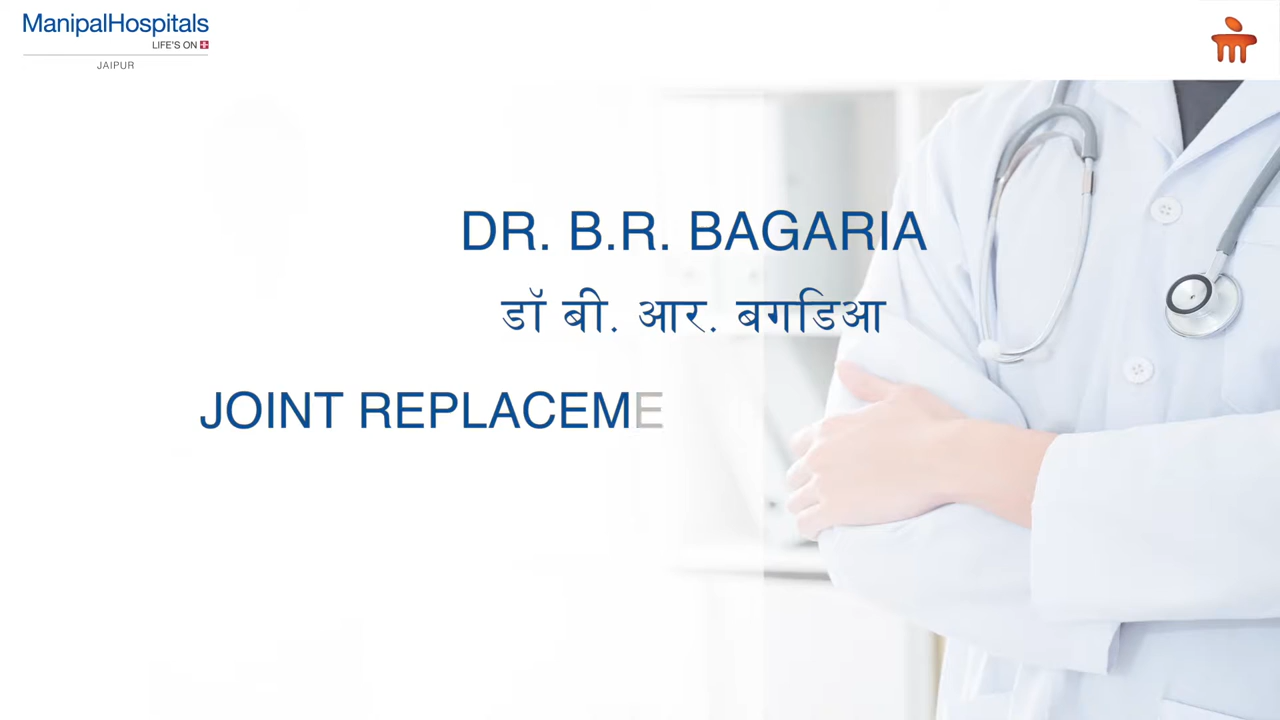 ManipalHospitals
LIFE'S ON
JAIPUR
DR. B.R. BAGARIA
डॉ बी. आर. बगडिआ
JOINT REPLACEME